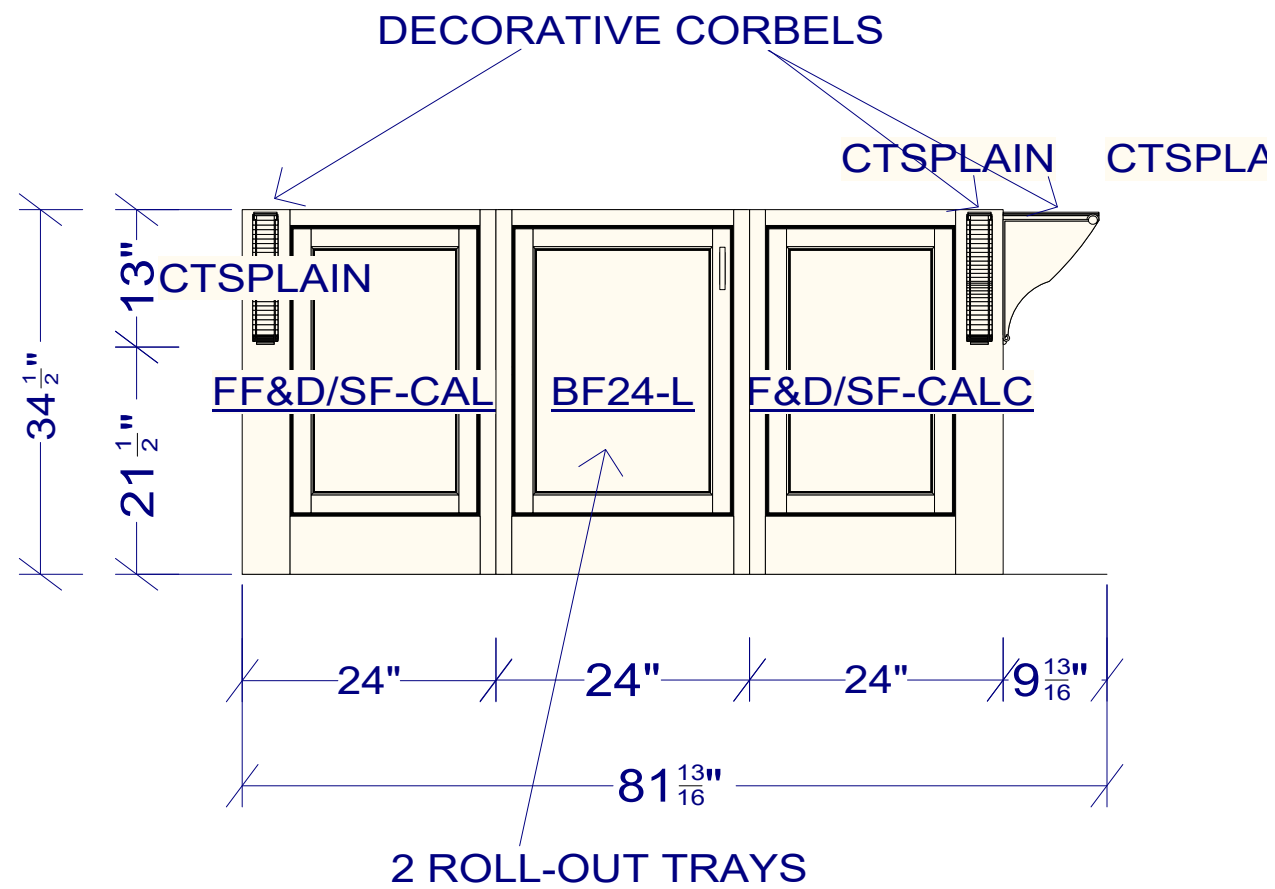 DECORATIVE CORBELS
CTSPLAIN CTSPLA
13"
CTSPLAIN
34 1/2"
FF&D/SF-CAL BF24-L F&D/SF-CALC
21 1/2"
24" 24" 24" 9 13/16"
81 13/16"
2 ROLL-OUT TRAYS